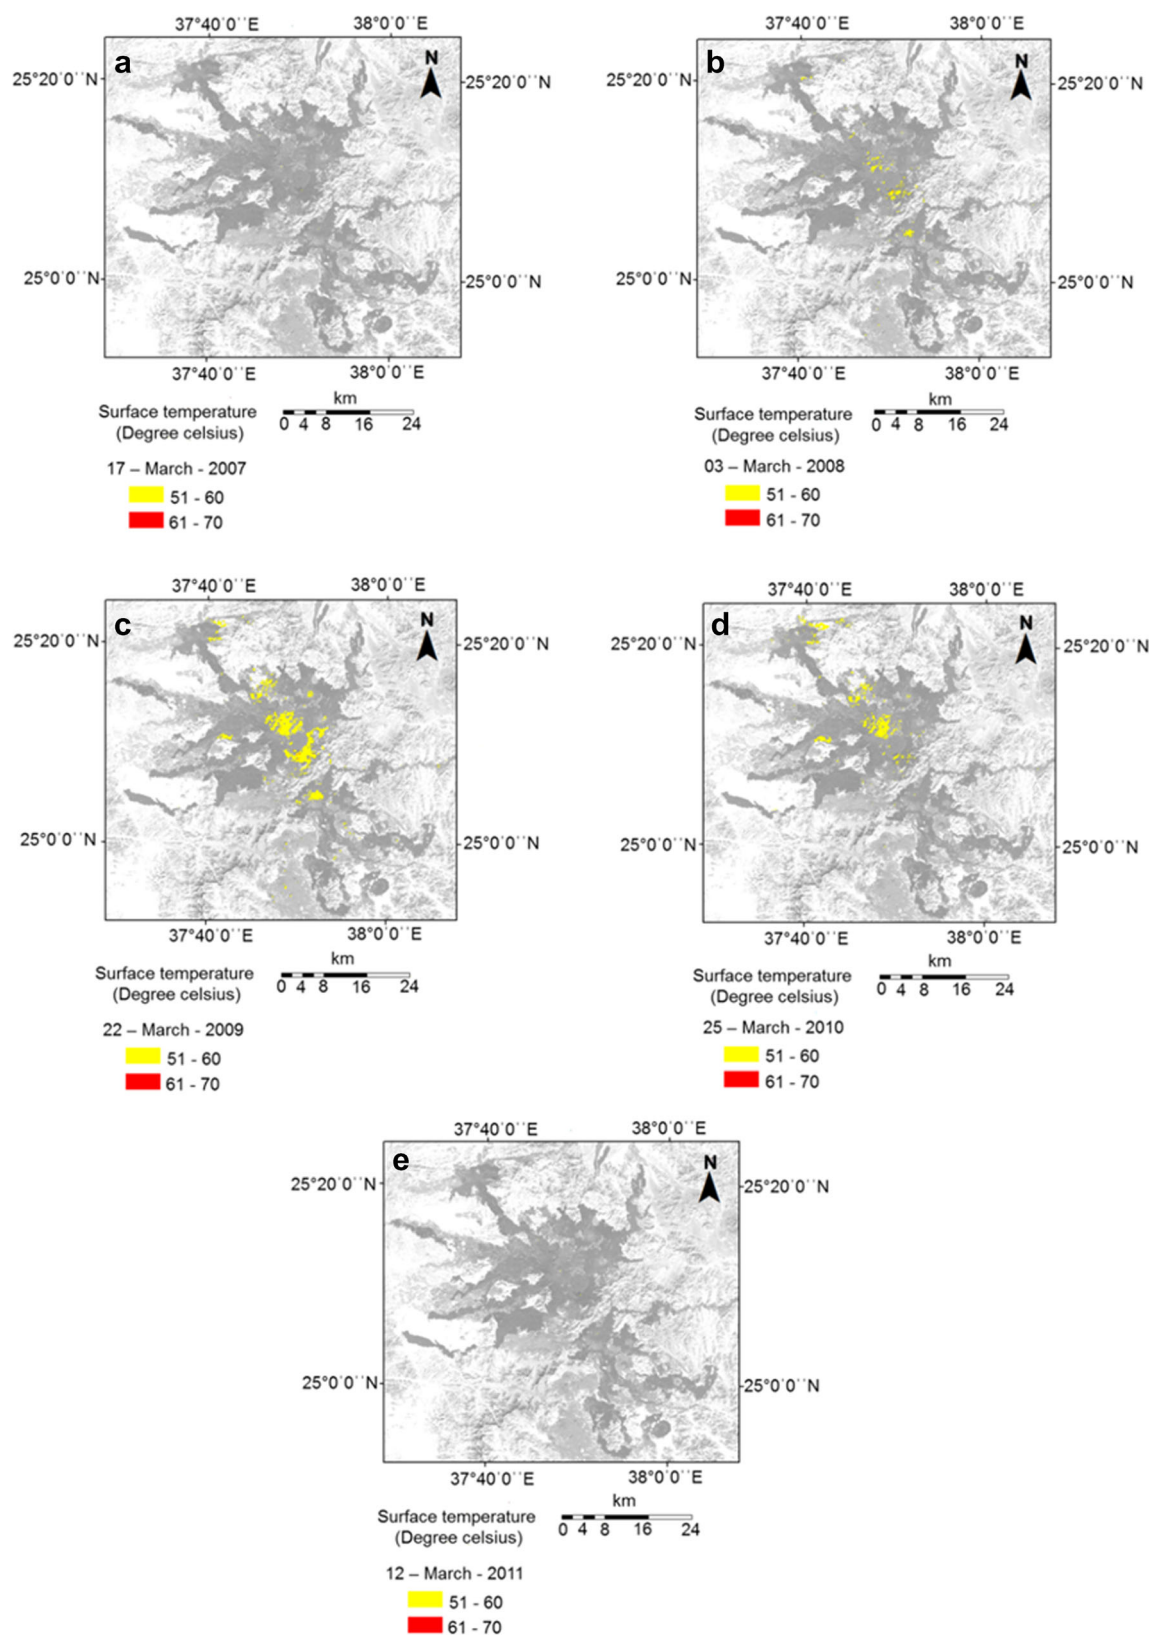 37°40'0''E 38°0'0''E
a N
25°20'0''N 25°20'0''N
25°0'0''N 25°0'0''N
37°40'0''E 38°0'0''E
km
Surface temperature
0 4 8 16 24
(Degree celsius)
17 – March - 2007
51 - 60
61 - 70
37°40'0''E 38°0'0''E
b N
25°20'0''N 25°20'0''N
25°0'0''N 25°0'0''N
37°40'0''E 38°0'0''E
km
Surface temperature
0 4 8 16 24
(Degree celsius)
03 – March - 2008
51 - 60
61 - 70
37°40'0''E 38°0'0''E
c N
25°20'0''N 25°20'0''N
25°0'0''N 25°0'0''N
37°40'0''E 38°0'0''E
km
Surface temperature
0 4 8 16 24
(Degree celsius)
22 – March - 2009
51 - 60
61 - 70
37°40'0''E 38°0'0''E
d N
25°20'0''N 25°20'0''N
25°0'0''N 25°0'0''N
37°40'0''E 38°0'0''E
km
Surface temperature
0 4 8 16 24
(Degree celsius)
25 – March - 2010
51 - 60
61 - 70
37°40'0''E 38°0'0''E
e N
25°20'0''N 25°20'0''N
25°0'0''N 25°0'0''N
37°40'0''E 38°0'0''E
km
Surface temperature
0 4 8 16 24
(Degree celsius)
12 – March - 2011
51 - 60
61 - 70